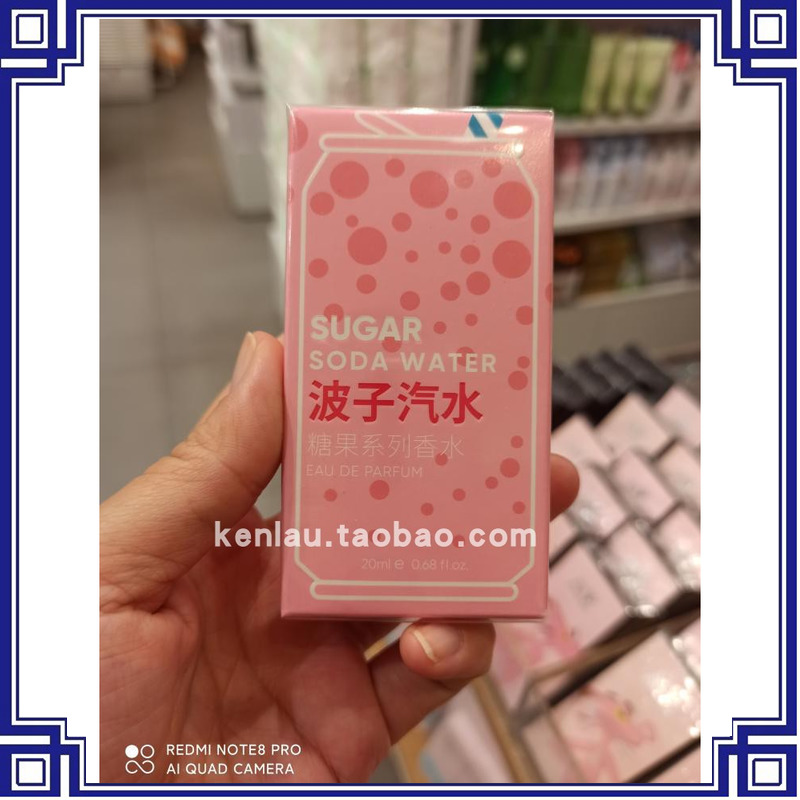 SUGAR
SODA WATER
波子汽水
糖果系列香水
EAU DE PARFUM
kenlau.taobao.com
20ml e 0.68 fl.oz.
REDMI NOTE8 PRO
AI QUAD CAMERA